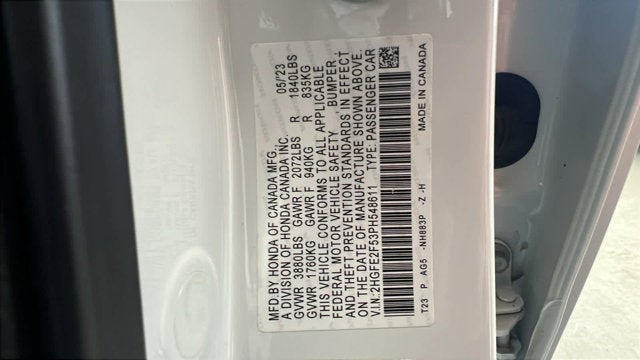 MFD.BY HONDA OF CANADA MFG. 05/'23
A DIVISION OF HONDA CANADA INC.
GVWR 3880LBS GAWR F 2072LBS R 1840LBS
GVWR 1760KG GAWR F 940KG R 835KG
THIS VEHICLE CONFORMS TO ALL APPLICABLE
FEDERAL MOTOR VEHICLE SAFETY BUMPER,
AND THEFT PREVENTION STANDARDS IN EFFECT
ON THE DATE OF MANUFACTURE SHOWN ABOVE.
V.I.N.:2HGFE2F53PH548611 TYPE: PASSENGER CAR
T23 P AG5 -NH883P -Z -H MADE IN CANADA